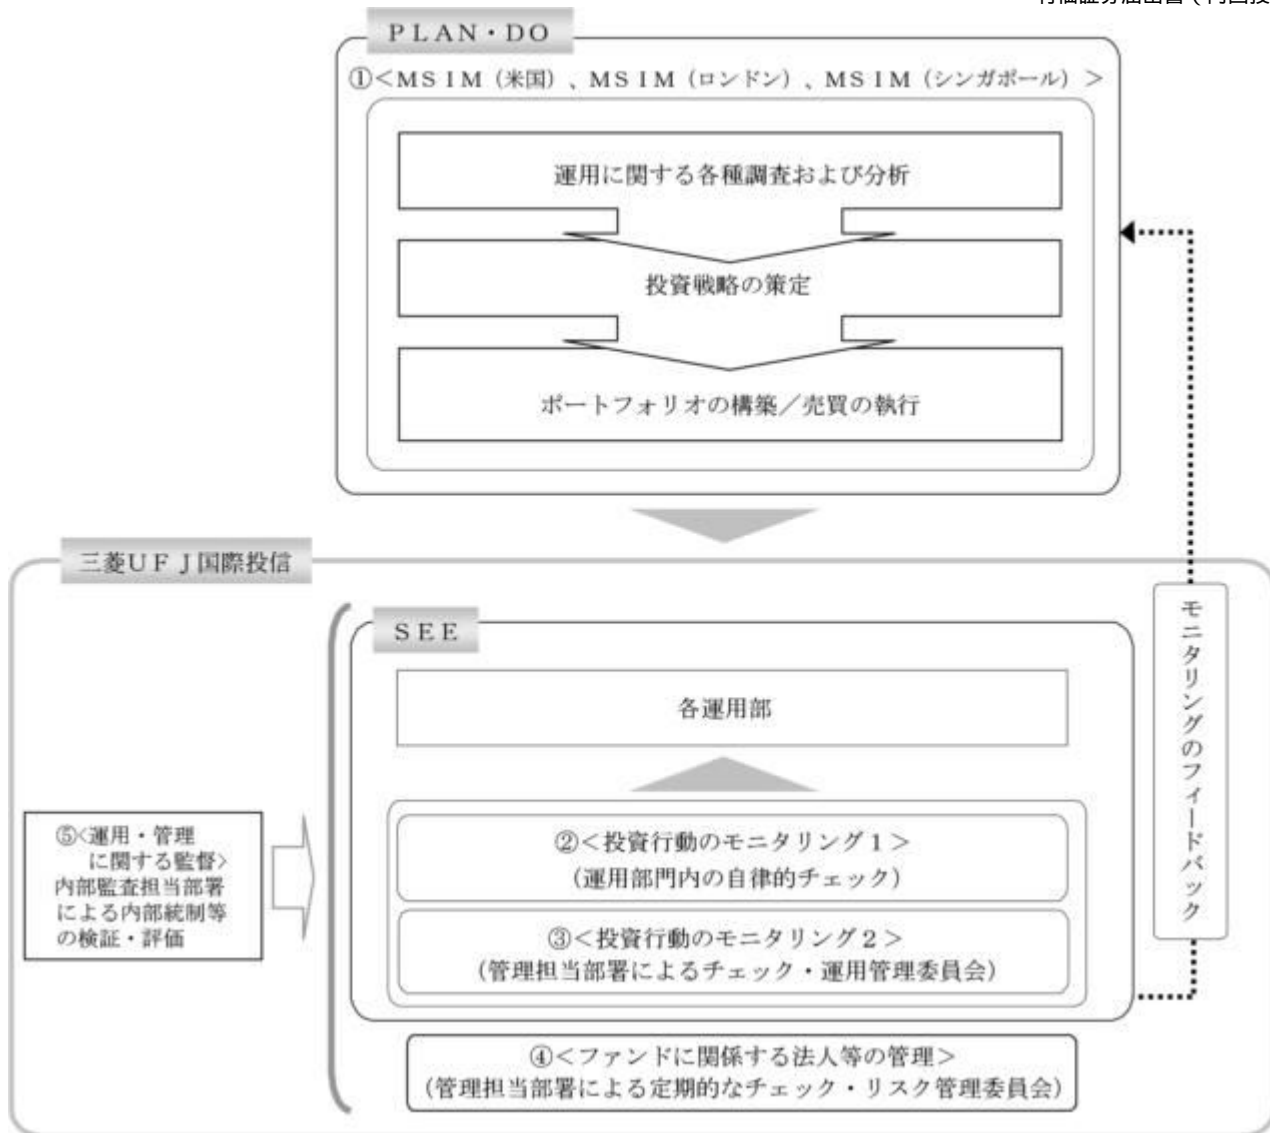 PLAN・DO
①<MSIM（米国）、MSIM（ロンドン）、MSIM（シンガポール）>
運用に関する各種調査および分析
投資戦略の策定
ポートフォリオの構築／売買の執行
三菱UFJ国際投信
SEE
各運用部
②<投資行動のモニタリング１>
（運用部門内の自律的チェック）
③<投資行動のモニタリング２>
（管理担当部署によるチェック・運用管理委員会）
④<ファンドに関係する法人等の管理>
（管理担当部署による定期的なチェック・リスク管理委員会）
⑤<運用・管理
に関する監督>
内部監査担当部署
による内部統制等
の検証・評価
モニタリングのフィードバック